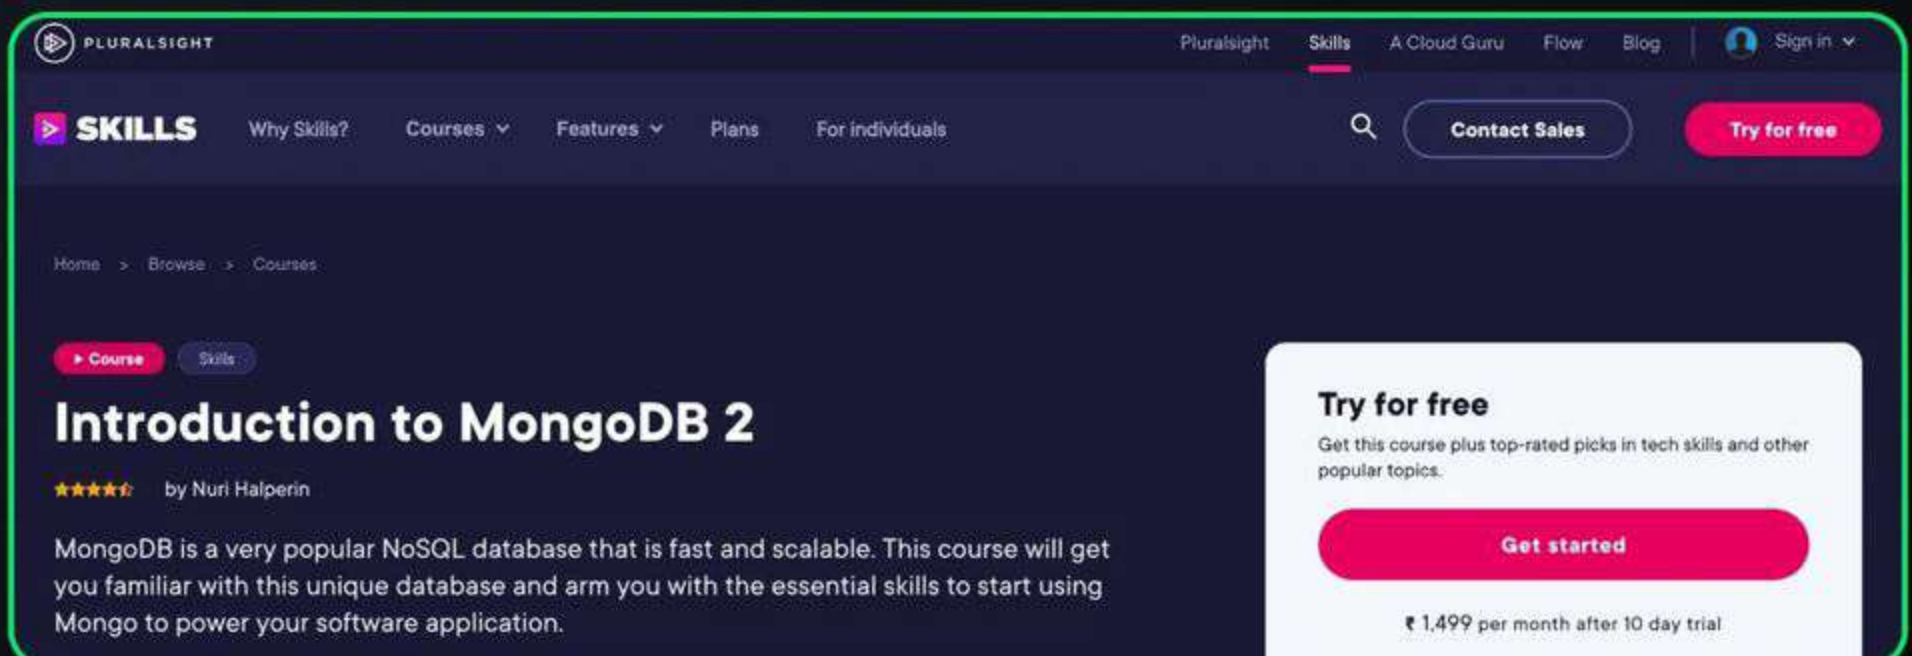 PLURALSIGHT
Pluralsight Skills A Cloud Guru Flow Blog Sign in
SKILLS Why Skills? Courses Features Plans For individuals Contact Sales Try for free
Home > Browse > Courses
Course Skills
Introduction to MongoDB 2
by Nuri Halperin
MongoDB is a very popular NoSQL database that is fast and scalable. This course will get
you familiar with this unique database and arm you with the essential skills to start using
Mongo to power your software application.
Try for free
Get this course plus top-rated picks in tech skills and other
popular topics.
Get started
₹ 1,499 per month after 10 day trial